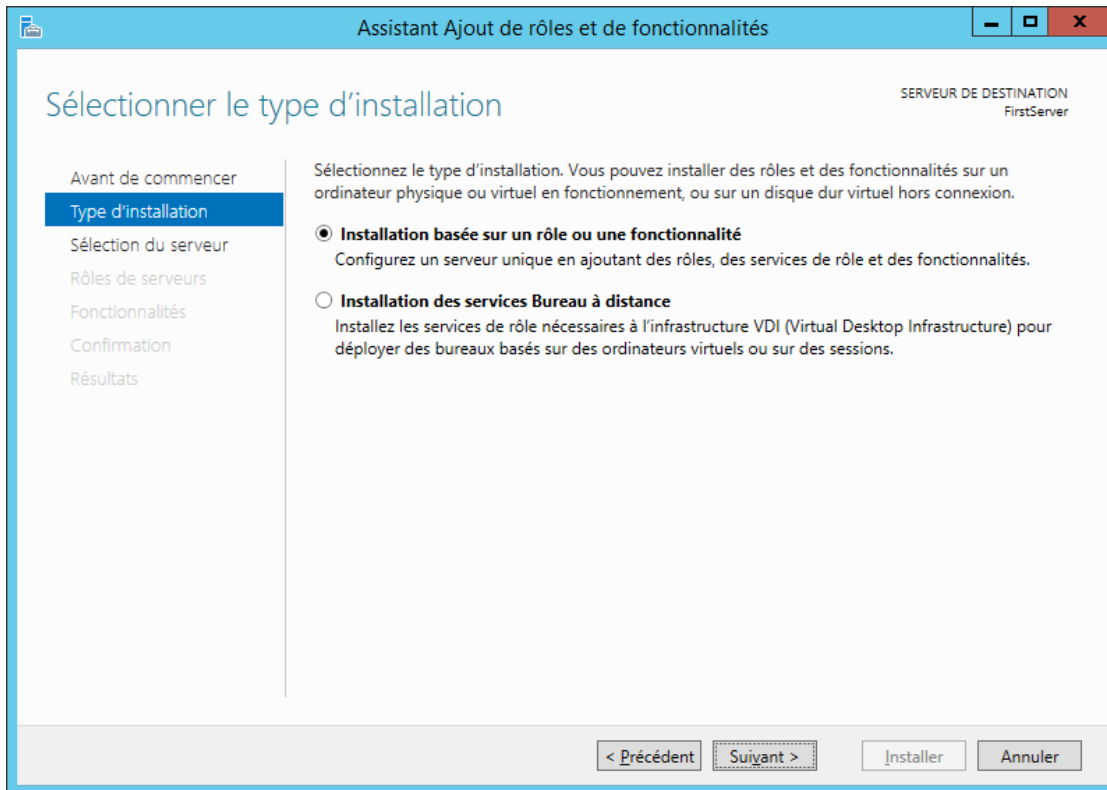 Assistant Ajout de rôles et de fonctionnalités
Sélectionner le type d’installation
SERVEUR DE DESTINATION
FirstServer
Avant de commencer
Type d’installation
Sélection du serveur
Rôles de serveurs
Fonctionnalités
Confirmation
Résultats
Sélectionnez le type d’installation. Vous pouvez installer des rôles et des fonctionnalités sur un
ordinateur physique ou virtuel en fonctionnement, ou sur un disque dur virtuel hors connexion.
Installation basée sur un rôle ou une fonctionnalité
Configurez un serveur unique en ajoutant des rôles, des services de rôle et des fonctionnalités.
Installation des services Bureau à distance
Installez les services de rôle nécessaires à l’infrastructure VDI (Virtual Desktop Infrastructure) pour
déployer des bureaux basés sur des ordinateurs virtuels ou sur des sessions.
< Précédent
Suivant >
Installer
Annuler